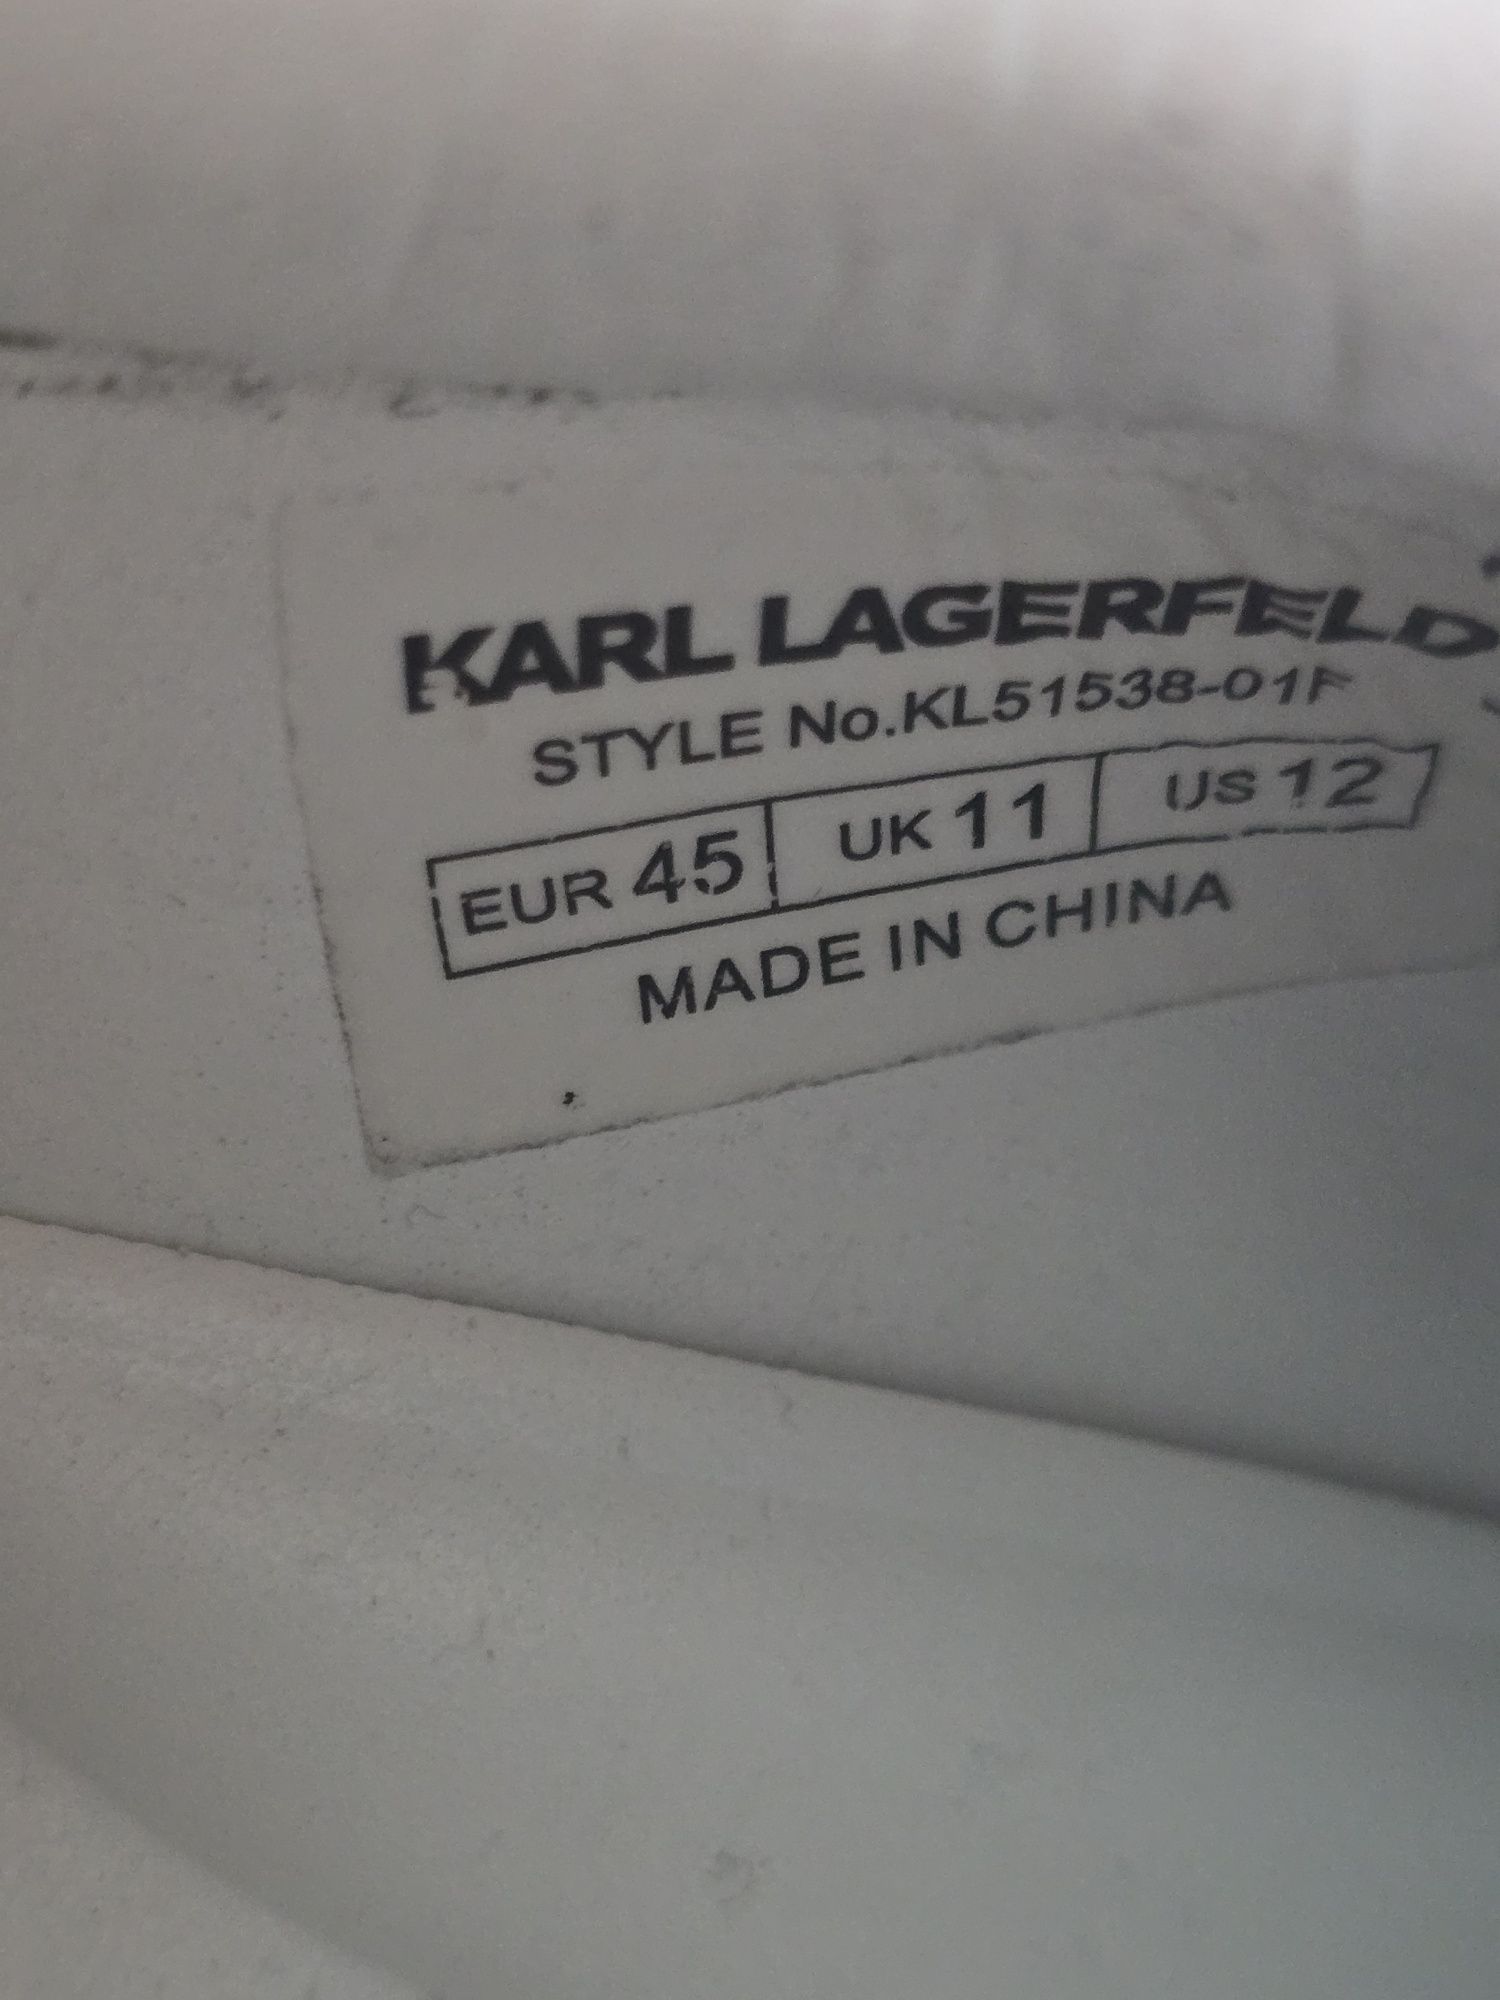 KARL LAGERFELD
STYLE No.KL51538-01F
EUR 45 UK 11 US 12
MADE IN CHINA